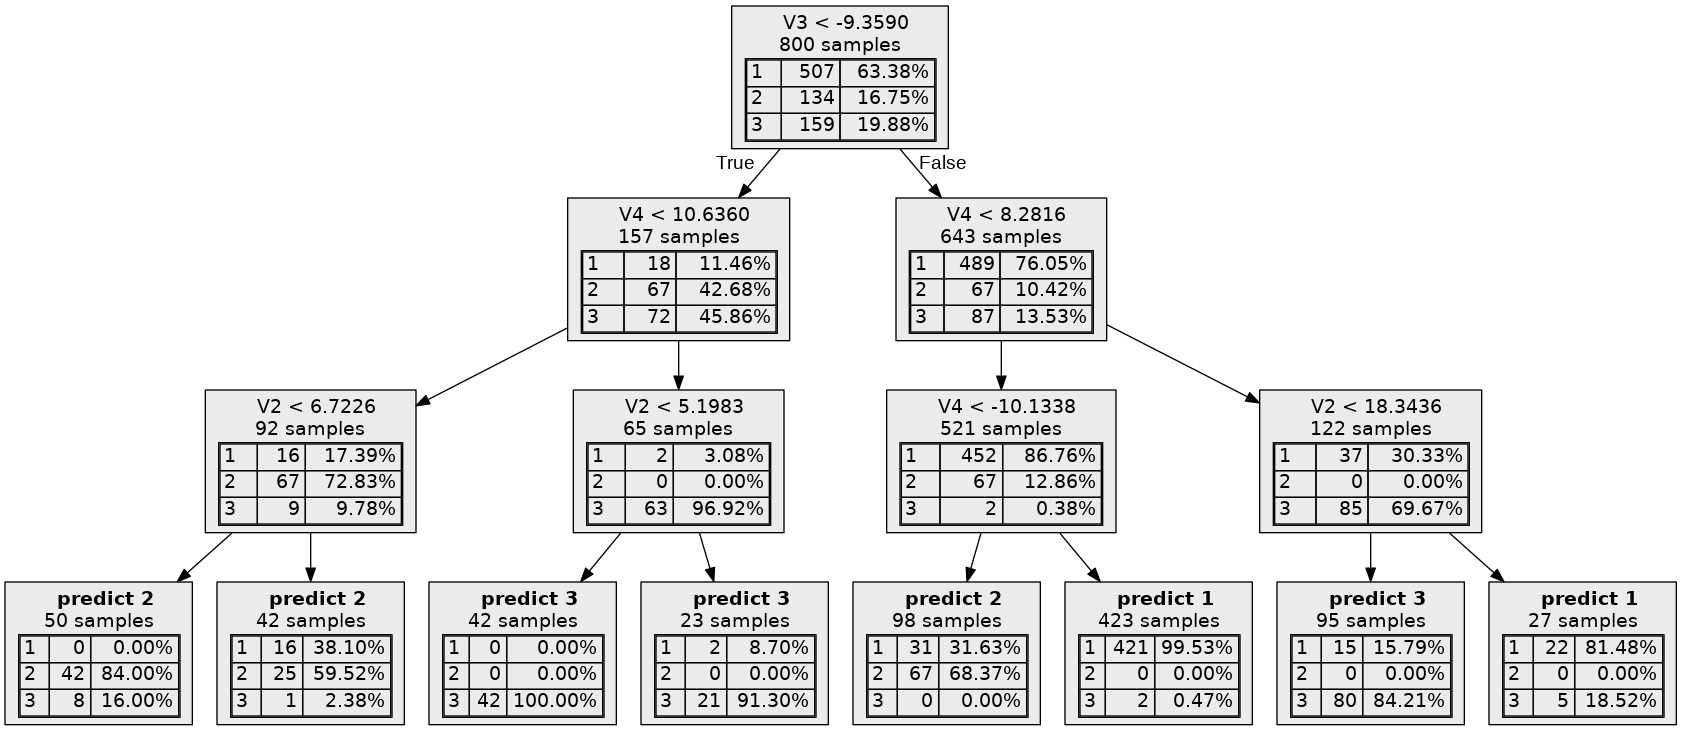 V3 < -9.3590
800 samples
1 507 63.38%
2 134 16.75%
3 159 19.88%
True
False
V4 < 10.6360
157 samples
1 18 11.46%
2 67 42.68%
3 72 45.86%
V4 < 8.2816
643 samples
1 489 76.05%
2 67 10.42%
3 87 13.53%
V2 < 6.7226
92 samples
1 16 17.39%
2 67 72.83%
3 9 9.78%
V2 < 5.1983
65 samples
1 2 3.08%
2 0 0.00%
3 63 96.92%
V4 < -10.1338
521 samples
1 452 86.76%
2 67 12.86%
3 2 0.38%
V2 < 18.3436
122 samples
1 37 30.33%
2 0 0.00%
3 85 69.67%
predict 2
50 samples
1 0 0.00%
2 42 84.00%
3 8 16.00%
predict 2
42 samples
1 16 38.10%
2 25 59.52%
3 1 2.38%
predict 3
42 samples
1 0 0.00%
2 0 0.00%
3 42 100.00%
predict 3
23 samples
1 2 8.70%
2 0 0.00%
3 21 91.30%
predict 2
98 samples
1 31 31.63%
2 67 68.37%
3 0 0.00%
predict 1
423 samples
1 421 99.53%
2 0 0.00%
3 2 0.47%
predict 3
95 samples
1 15 15.79%
2 0 0.00%
3 80 84.21%
predict 1
27 samples
1 22 81.48%
2 0 0.00%
3 5 18.52%